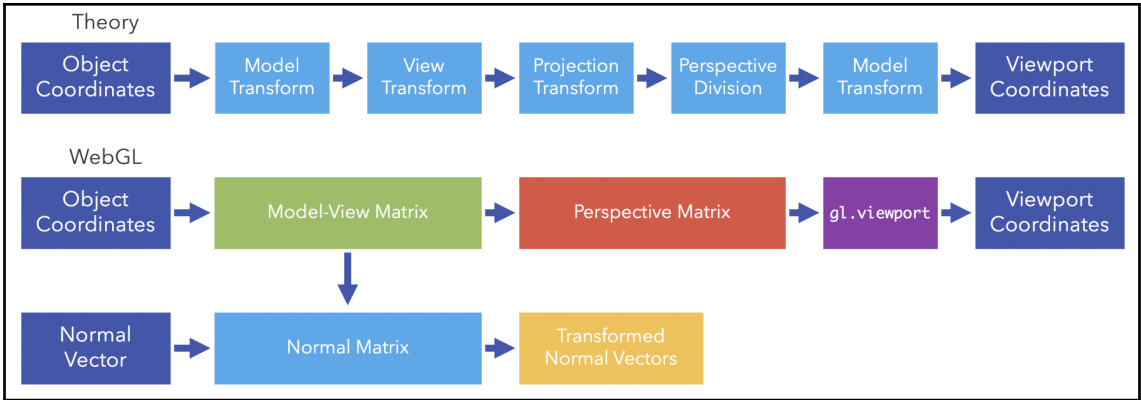 Theory
Object
Coordinates
Model
Transform
View
Transform
Projection
Transform
Perspective
Division
Model
Transform
Viewport
Coordinates
WebGL
Object
Coordinates
Model-View Matrix
Perspective Matrix
gl.viewport
Viewport
Coordinates
Normal
Vector
Normal Matrix
Transformed
Normal Vectors